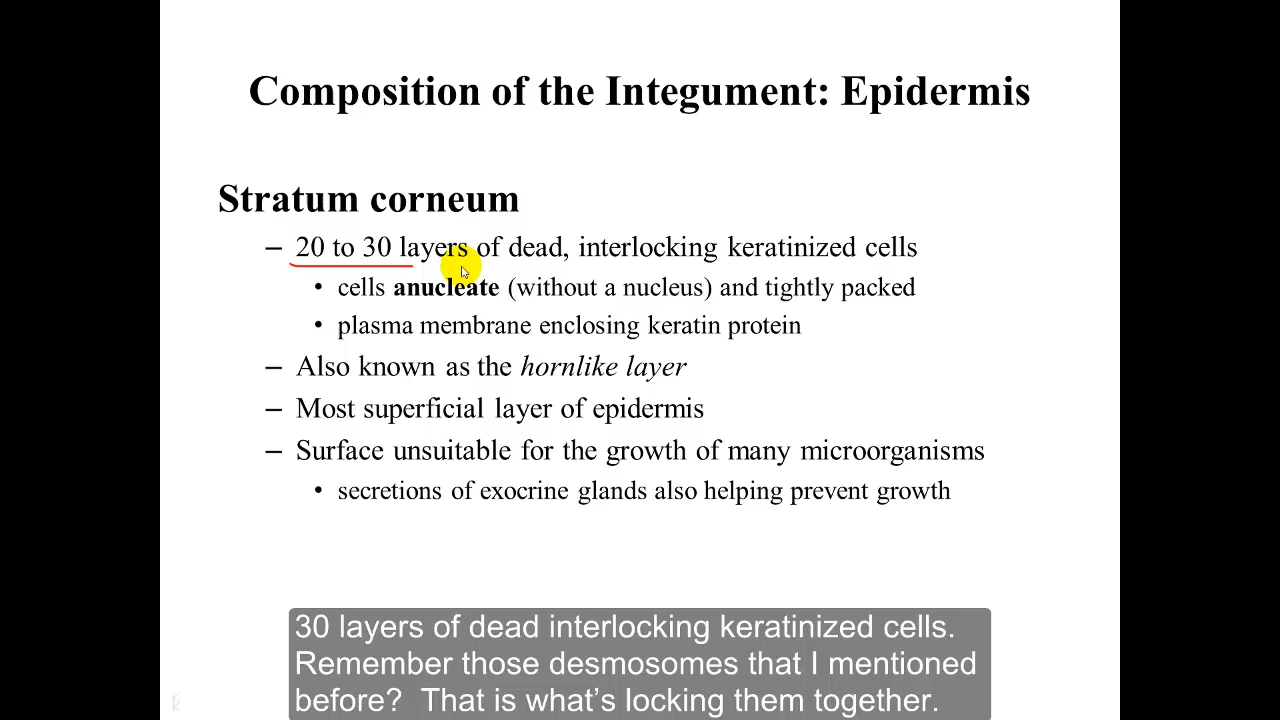 Composition of the Integument: Epidermis
Stratum corneum
– 20 to 30 layers of dead, interlocking keratinized cells
• cells anucleate (without a nucleus) and tightly packed
• plasma membrane enclosing keratin protein
– Also known as the hornlike layer
– Most superficial layer of epidermis
– Surface unsuitable for the growth of many microorganisms
• secretions of exocrine glands also helping prevent growth
30 layers of dead interlocking keratinized cells.
Remember those desmosomes that I mentioned
before?  That is what’s locking them together.